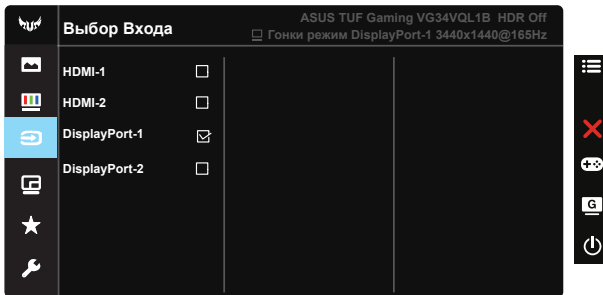 ASUS TUF Gaming VG34VQL1B HDR Off
Выбор Входа
Гонки режим DisplayPort-1 3440x1440@165Hz
HDMI-1
HDMI-2
DisplayPort-1
DisplayPort-2
G